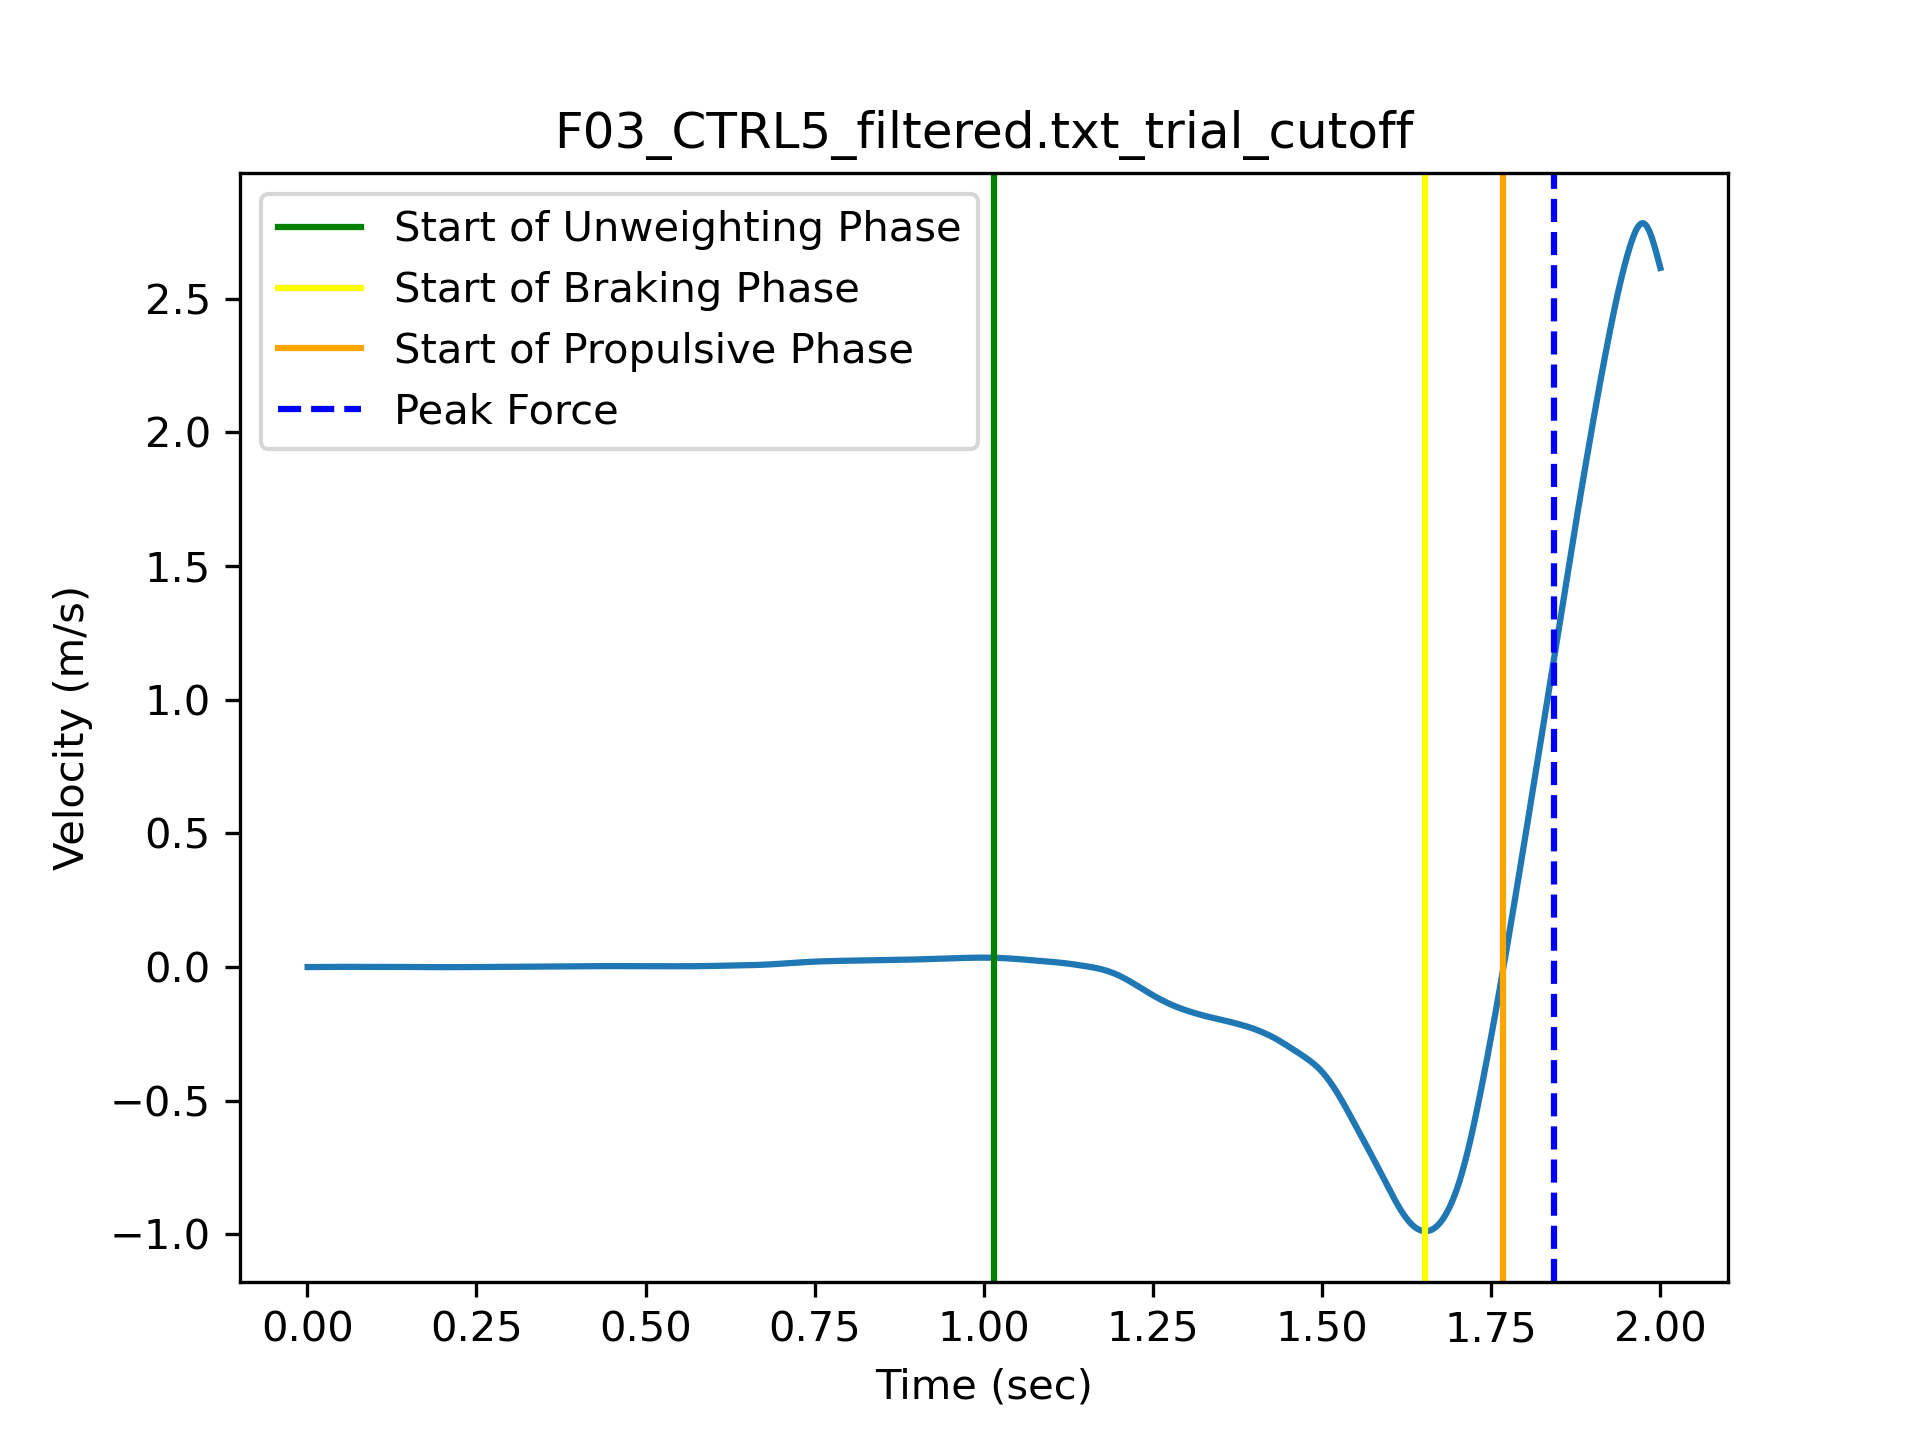 F03_CTRL5_filtered.txt_trial_cutoff
Start of Unweighting Phase
Start of Braking Phase
Start of Propulsive Phase
Peak Force
2.5
2.0
1.5
1.0
0.5
0.0
−0.5
−1.0
Velocity (m/s)
0.00 0.25 0.50 0.75 1.00 1.25 1.50 1.75 2.00
Time (sec)